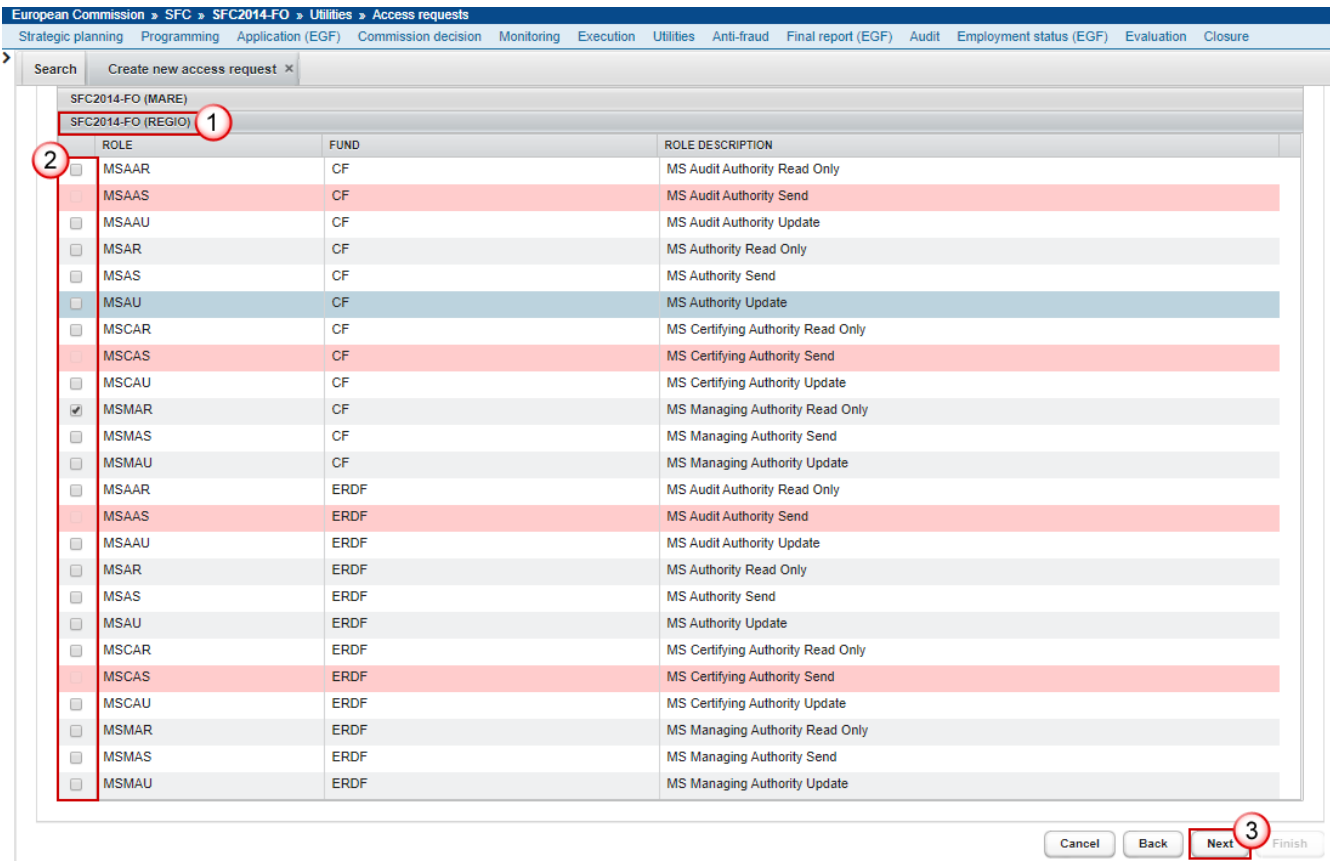 European Commission » SFC » SFC2014-FO » Utilities » Access requests
Strategic planning Programming Application (EGF) Commission decision Monitoring Execution Utilities Anti-fraud Final report (EGF) Audit Employment status (EGF) Evaluation Closure
Search Create new access request ×
SFC2014-FO (MARE)
SFC2014-FO (REGIO) 1
ROLE FUND ROLE DESCRIPTION
2
MSAAR CF MS Audit Authority Read Only
MSAAS CF MS Audit Authority Send
MSAAU CF MS Audit Authority Update
MSAR CF MS Authority Read Only
MSAS CF MS Authority Send
MSAU CF MS Authority Update
MSCAR CF MS Certifying Authority Read Only
MSCAS CF MS Certifying Authority Send
MSCAU CF MS Certifying Authority Update
MSMAR CF MS Managing Authority Read Only
MSMAS CF MS Managing Authority Send
MSMAU CF MS Managing Authority Update
MSAAR ERDF MS Audit Authority Read Only
MSAAS ERDF MS Audit Authority Send
MSAAU ERDF MS Audit Authority Update
MSAR ERDF MS Authority Read Only
MSAS ERDF MS Authority Send
MSAU ERDF MS Authority Update
MSCAR ERDF MS Certifying Authority Read Only
MSCAS ERDF MS Certifying Authority Send
MSCAU ERDF MS Certifying Authority Update
MSMAR ERDF MS Managing Authority Read Only
MSMAS ERDF MS Managing Authority Send
MSMAU ERDF MS Managing Authority Update
Cancel Back Next 3 Finish